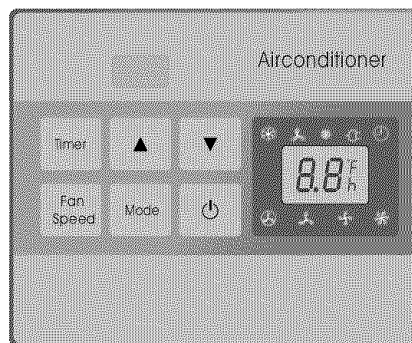 Airconditioner
Timer ▲ ▼
8.8 °F
h
Fan
Speed
Mode